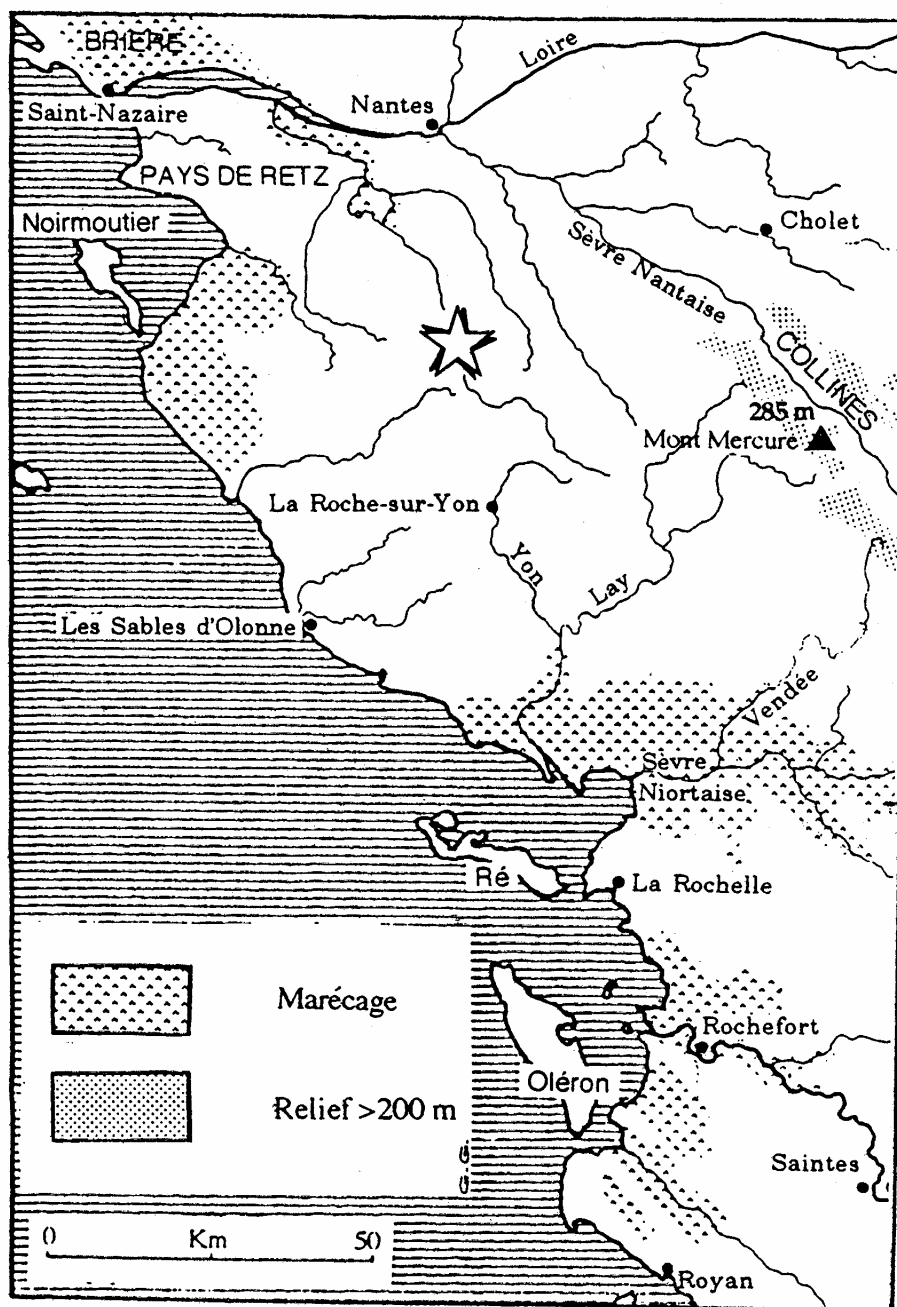 BRIÈRE
Loire
Saint-Nazaire
Nantes
PAYS DE RETZ
Noirmoutier
Cholet
Sèvre Nantaise
COLLINES
285 m
Mont Mercure
La Roche-sur-Yon
Yon
Lay
Les Sables d'Olonne
Vendée
Sèvre
Niortaise
Ré
La Rochelle
Marécage
Rochefort
Oléron
Relief >200 m
Saintes
0 Km 50
Royan